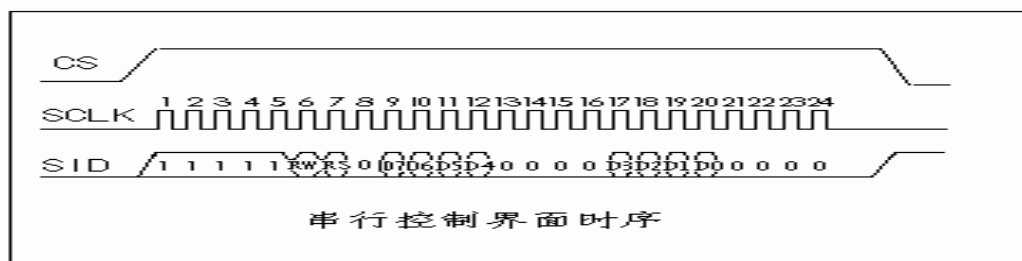 CS
1 2 3 4 5 6 7 8 9 10 11 12 13 14 15 16 17 18 19 20 21 22 23 24
SCLK
SID 1 1 1 1 1 RW RS 0 D7 D6 D5 D4 0 0 0 0 D3 D2 D1 D0 0 0 0 0
串行控制界面时序